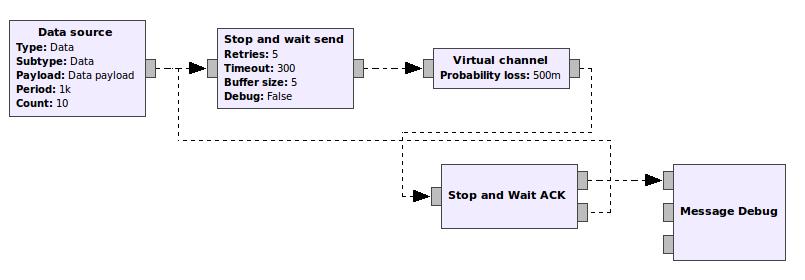 Data source
Type: Data
Subtype: Data
Payload: Data payload
Period: 1k
Count: 10
Stop and wait send
Retries: 5
Timeout: 300
Buffer size: 5
Debug: False
Virtual channel
Probability loss: 500m
Stop and Wait ACK
Message Debug